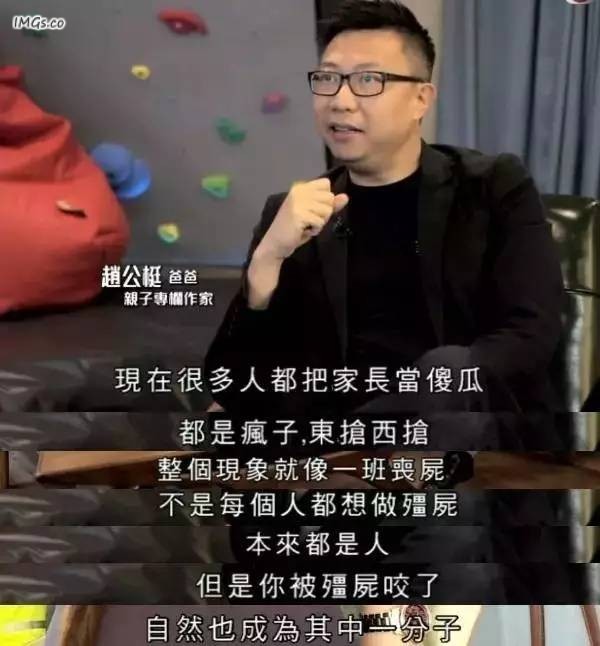 IMGs.co
趙公梃 爸爸
親子專欄作家
現在很多人都把家長當傻瓜
都是瘋子,東搶西搶
整個現象就像一班喪屍
不是每個人都想做殭屍
本來都是人
但是你被殭屍咬了
自然也成為其中一分子